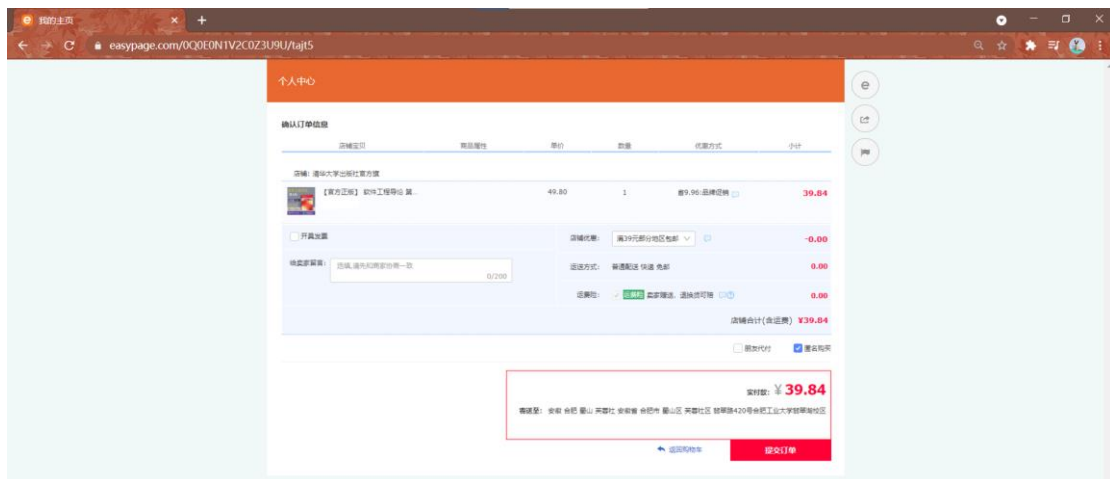 我的主页
easypage.com/0Q0E0N1V2C0Z3U9U/tajt5
个人中心
确认订单信息
店铺宝贝 商品属性 单价 数量 优惠方式 小计
店铺：清华大学出版社官方旗
【官方正版】 软件工程导论 第... 49.80 1 省9.96:品牌促销 39.84
开具发票 店铺优惠： 满39元部分地区包邮 -0.00
给卖家留言： 选填,请先和商家协商一致 0/200 运送方式： 普通配送 快递 免邮 0.00
运费险： 运费险 卖家赠送，退换货可赔 0.00
店铺合计(含运费) ¥39.84
朋友代付 匿名购买
实付款： ¥ 39.84
寄送至： 安徽 合肥 蜀山 芙蓉社 安徽省 合肥市 蜀山区 芙蓉社区 翡翠路420号合肥工业大学翡翠湖校区
返回购物车 提交订单